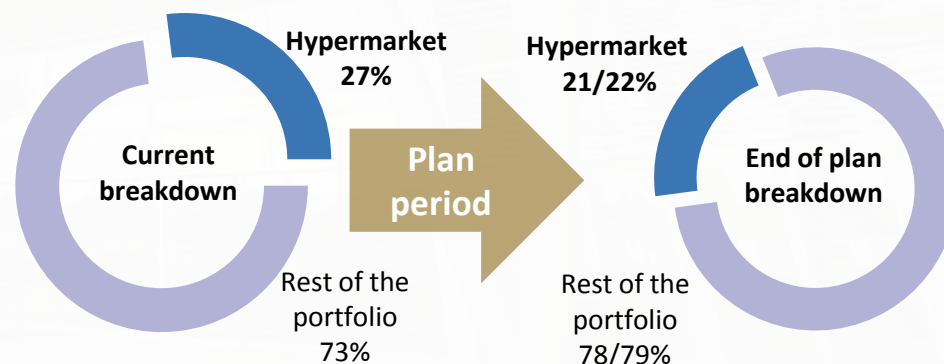 Hypermarket
27%
Current
breakdown
Rest of the
portfolio
73%
Plan
period
Hypermarket
21/22%
End of plan
breakdown
Rest of the
portfolio
78/79%